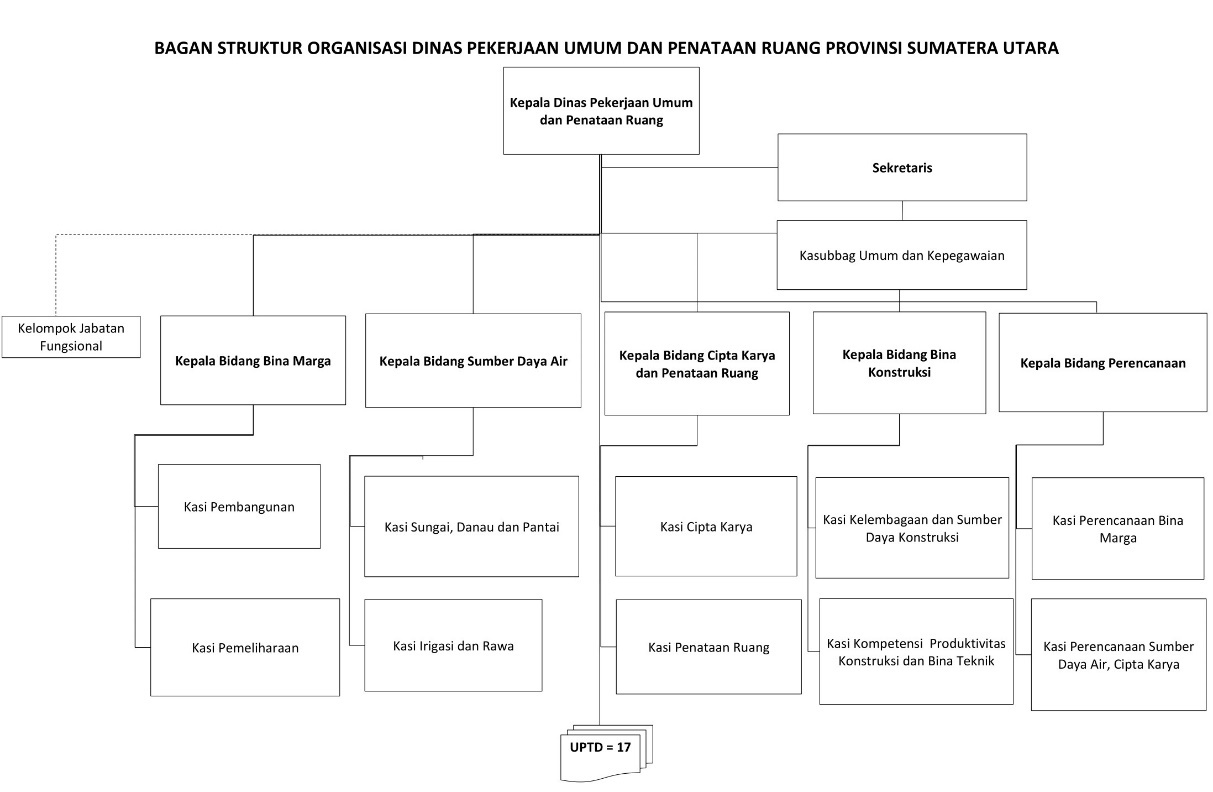 BAGAN STRUKTUR ORGANISASI DINAS PEKERJAAN UMUM DAN PENATAAN RUANG PROVINSI SUMATERA UTARA
Kepala Dinas Pekerjaan Umum
dan Penataan Ruang
Sekretaris
Kasubbag Umum dan Kepegawaian
Kelompok Jabatan
Fungsional
Kepala Bidang Bina Marga
Kepala Bidang Sumber Daya Air
Kepala Bidang Cipta Karya
dan Penataan Ruang
Kepala Bidang Bina
Konstruksi
Kepala Bidang Perencanaan
Kasi Pembangunan
Kasi Sungai, Danau dan Pantai
Kasi Cipta Karya
Kasi Kelembagaan dan Sumber
Daya Konstruksi
Kasi Perencanaan Bina
Marga
Kasi Pemeliharaan
Kasi Irigasi dan Rawa
Kasi Penataan Ruang
Kasi Kompetensi  Produktivitas
Konstruksi dan Bina Teknik
Kasi Perencanaan Sumber
Daya Air, Cipta Karya
UPTD = 17